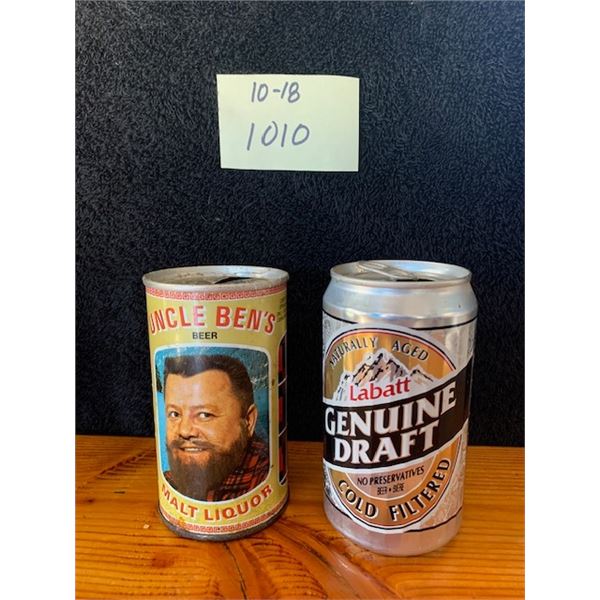 10-18
1010
UNCLE BEN'S
BEER
MALT LIQUOR
NATURALLY AGED
Labatt
GENUINE
DRAFT
NO PRESERVATIVES
BEER • BIÈRE
COLD FILTERED